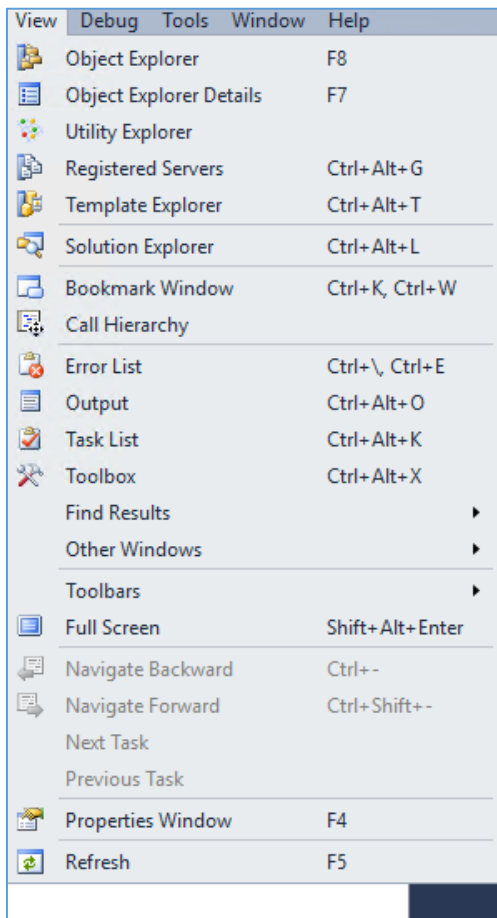 View Debug Tools Window Help
Object Explorer F8
Object Explorer Details F7
Utility Explorer
Registered Servers Ctrl+Alt+G
Template Explorer Ctrl+Alt+T
Solution Explorer Ctrl+Alt+L
Bookmark Window Ctrl+K, Ctrl+W
Call Hierarchy
Error List Ctrl+\, Ctrl+E
Output Ctrl+Alt+O
Task List Ctrl+Alt+K
Toolbox Ctrl+Alt+X
Find Results
Other Windows
Toolbars
Full Screen Shift+Alt+Enter
Navigate Backward Ctrl+-
Navigate Forward Ctrl+Shift+-
Next Task
Previous Task
Properties Window F4
Refresh F5